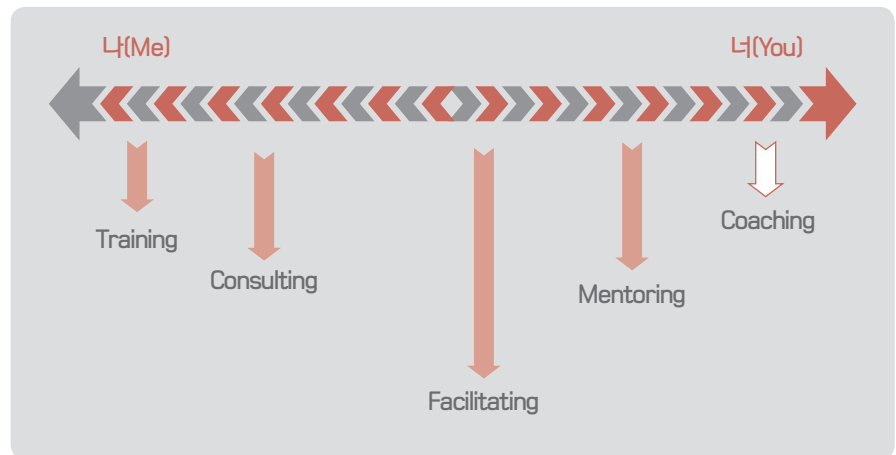 나(Me)
너(You)
Training
Consulting
Facilitating
Mentoring
Coaching